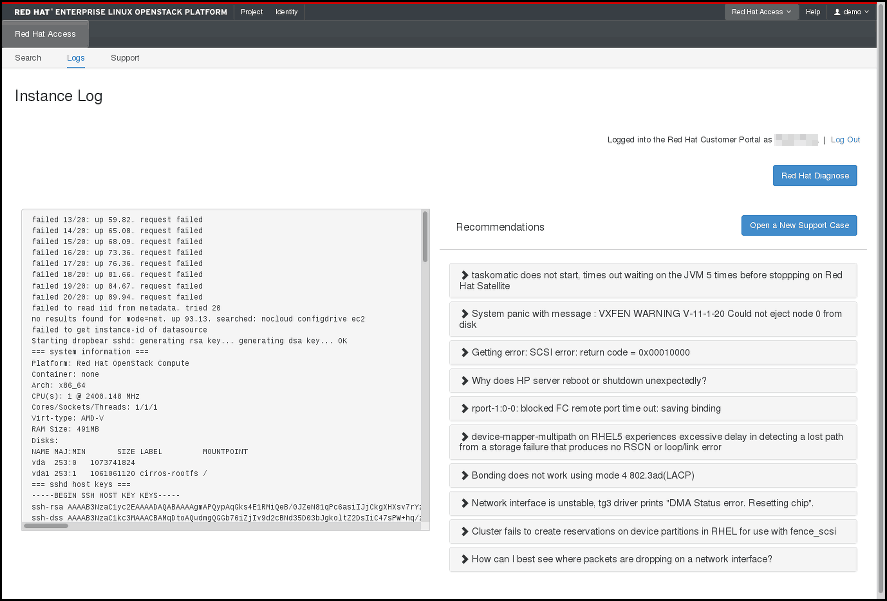 RED HAT® ENTERPRISE LINUX OPENSTACK PLATFORM Project Identity Red Hat Access Help demo
Red Hat Access
Search Logs Support
Instance Log
Logged into the Red Hat Customer Portal as | Log Out
Red Hat Diagnose
failed 13/20: up 59.82. request failed
failed 14/20: up 65.08. request failed
failed 15/20: up 68.09. request failed
failed 16/20: up 73.36. request failed
failed 17/20: up 76.36. request failed
failed 18/20: up 81.66. request failed
failed 19/20: up 84.67. request failed
failed 20/20: up 89.94. request failed
failed to read iid from metadata. tried 20
no results found for mode=net. up 93.13. searched: nocloud configdrive ec2
failed to get instance-id of datasource
Starting dropbear sshd: generating rsa key... generating dsa key... OK
=== system information ===
Platform: Red Hat OpenStack Compute
Container: none
Arch: x86_64
CPU(s): 1 @ 2400.140 MHz
Cores/Sockets/Threads: 1/1/1
Virt-type: AMD-V
RAM Size: 491MB
Disks:
NAME MAJ:MIN SIZE LABEL MOUNTPOINT
vda 253:0 1073741824
vda1 253:1 1061061120 cirros-rootfs /
=== sshd host keys ===
-----BEGIN SSH HOST KEY KEYS-----
ssh-rsa
ssh-dss
Recommendations
Open a New Support Case
taskomatic does not start, times out waiting on the JVM 5 times before stoppping on Red
Hat Satellite
System panic with message : VXFEN WARNING V-11-1-20 Could not eject node 0 from
disk
Getting error: SCSI error: return code = 0x00010000
Why does HP server reboot or shutdown unexpectedly?
rport-1:0-0: blocked FC remote port time out: saving binding
device-mapper-multipath on RHEL5 experiences excessive delay in detecting a lost path
from a storage failure that produces no RSCN or loop/link error
Bonding does not work using mode 4 802.3ad(LACP)
Network interface is unstable, tg3 driver prints "DMA Status error. Resetting chip".
Cluster fails to create reservations on device partitions in RHEL for use with fence_scsi
How can I best see where packets are dropping on a network interface?